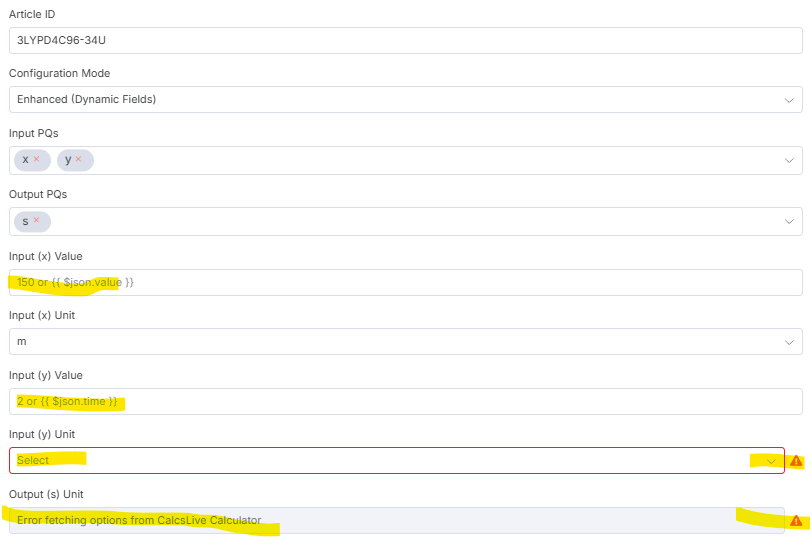 Article ID
3LYPD4C96-34U
Configuration Mode
Enhanced (Dynamic Fields)
Input PQs
x × y ×
Output PQs
s ×
Input (x) Value
150 or {{ $json.value }}
Input (x) Unit
m
Input (y) Value
2 or {{ $json.time }}
Input (y) Unit
Select
Output (s) Unit
Error fetching options from CalcsLive Calculator